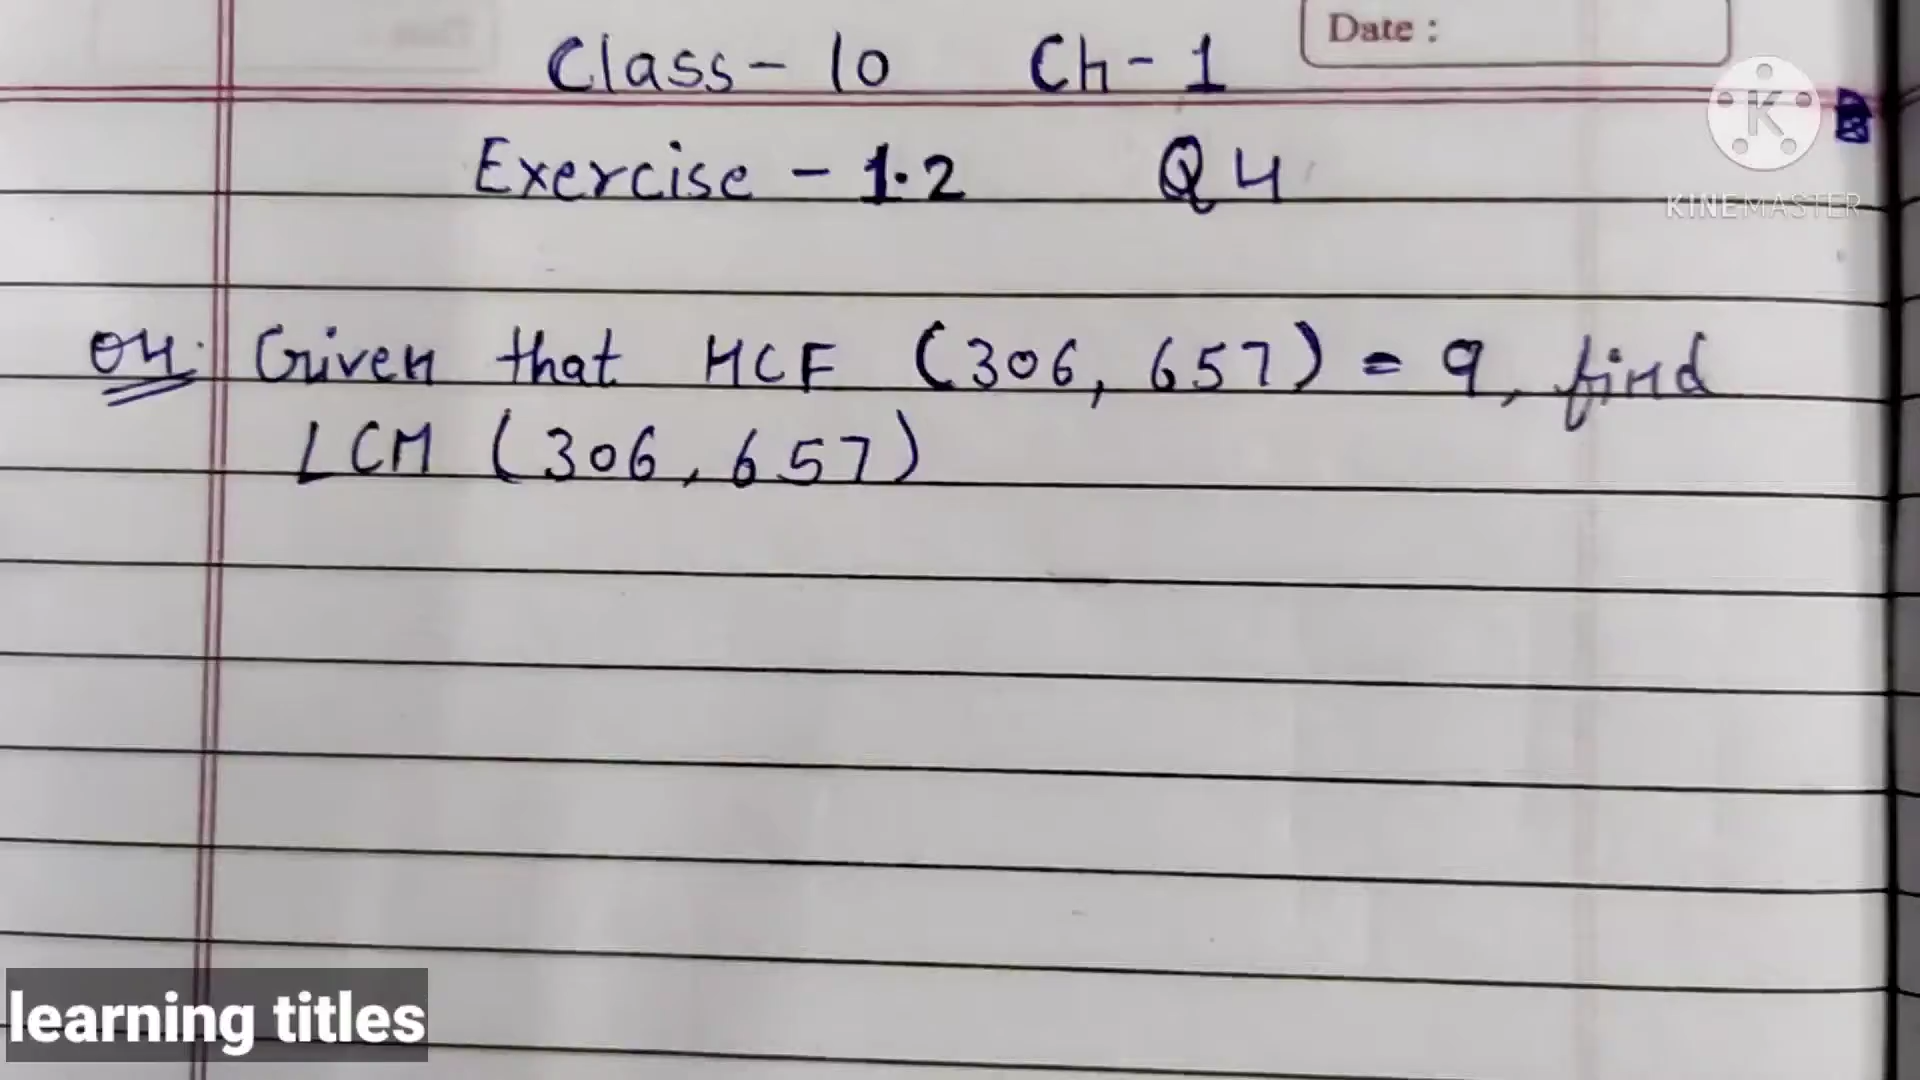 Date :
Class - 10 Ch - 1
Exercise - 1.2 Q4
Q4. Given that HCF (306, 657) = 9, find
LCM (306, 657)
KINEMASTER
learning titles